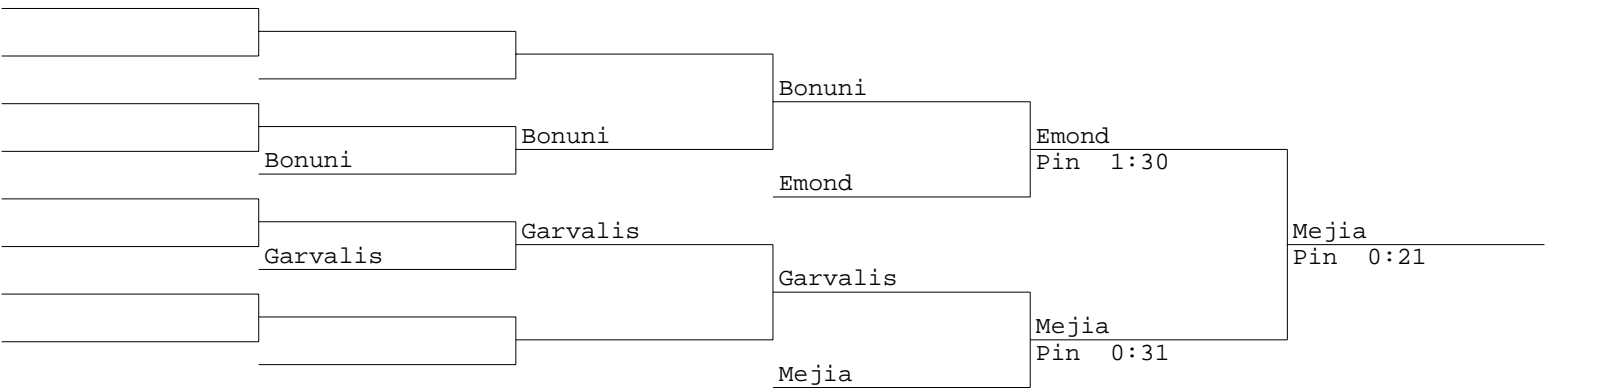 Bonuni
Bonuni
Emond
Bonuni
Pin 1:30
Emond
Garvalis
Mejia
Garvalis
Pin 0:21
Garvalis
Mejia
Pin 0:31
Mejia